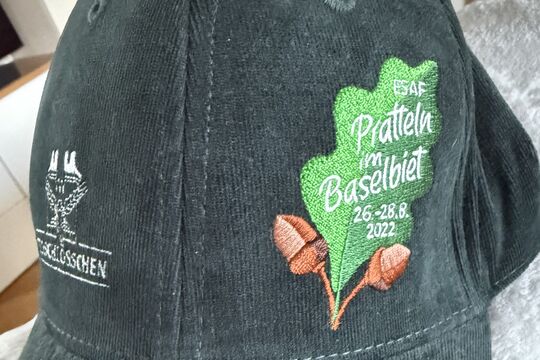 ESAF
Pratteln
im
Baselbiet
26.-28.8.
2022